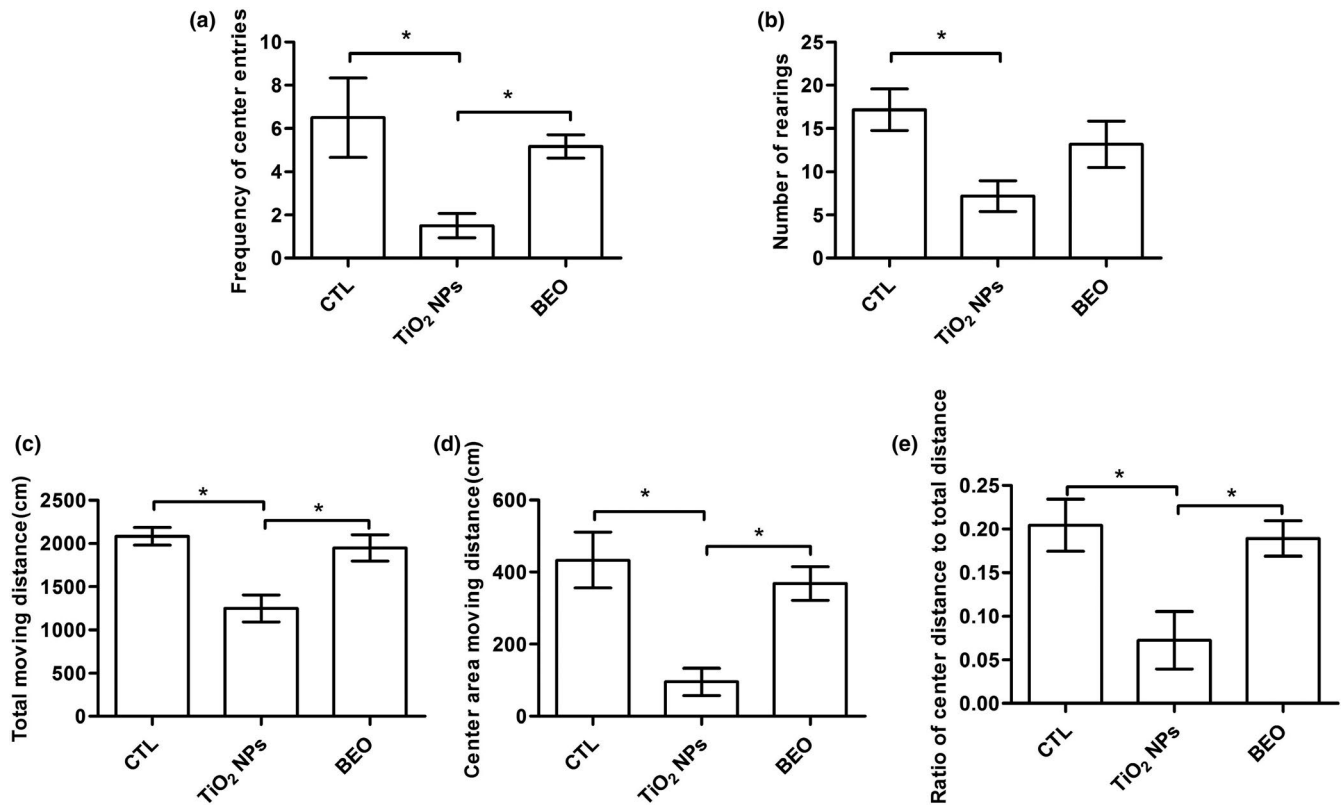 (a)
Frequency of center entries
10
8
6
4
2
0
*
*
CTL
TiO₂ NPs
BEO
(b)
Number of rearings
25
20
15
10
5
0
*
CTL
TiO₂ NPs
BEO
(c)
Total moving distance(cm)
2500
2000
1500
1000
500
0
*
*
CTL
TiO₂ NPs
BEO
(d)
Center area moving distance(cm)
600
400
200
0
*
*
CTL
TiO₂ NPs
BEO
(e)
Ratio of center distance to total distance
0.25
0.20
0.15
0.10
0.05
0.00
*
*
CTL
TiO₂ NPs
BEO